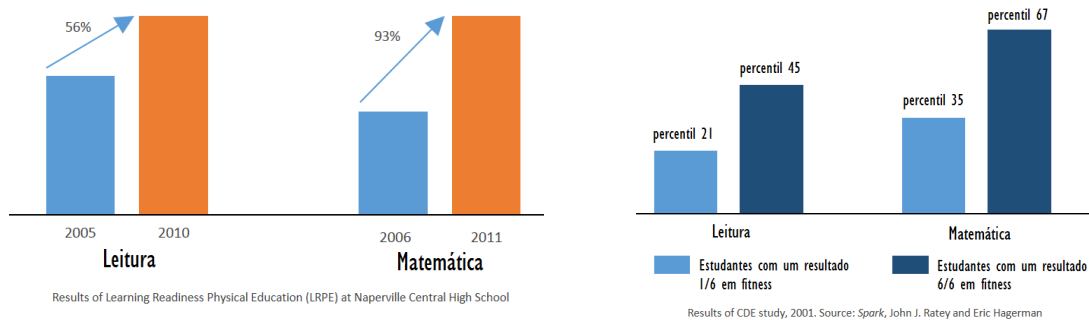 56%
2005
2010
Leitura
93%
2006
2011
Matemática
Results of Learning Readiness Physical Education (LRPE) at Naperville Central High School
percentil 21
percentil 45
Leitura
percentil 35
percentil 67
Matemática
Estudantes com um resultado
1/6 em fitness
Estudantes com um resultado
6/6 em fitness
Results of CDE study, 2001. Source: Spark, John J. Ratey and Eric Hagerman